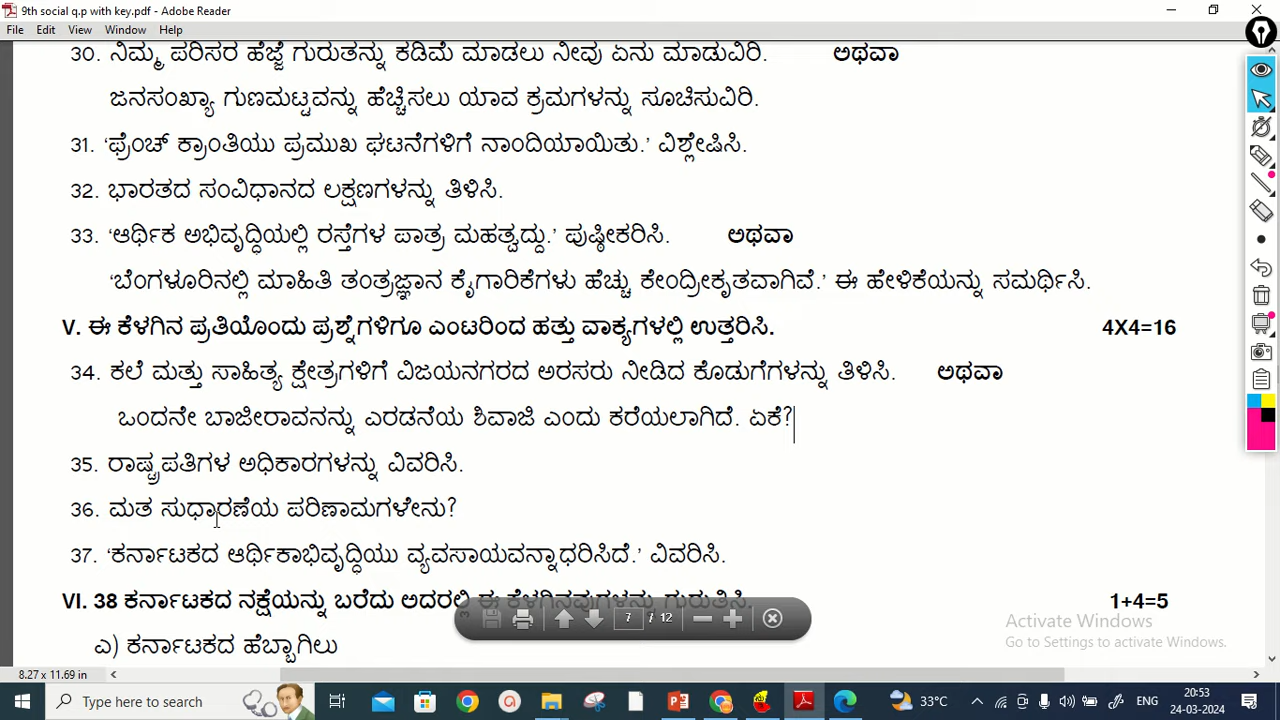 9th social q.p with key.pdf - Adobe Reader
File Edit View Window Help
30. ನಿಮ್ಮ ಪರಿಸರ ಹೆಜ್ಜೆ ಗುರುತನ್ನು ಕಡಿಮೆ ಮಾಡಲು ನೀವು ಏನು ಮಾಡುವಿರಿ. ಅಥವಾ
ಜನಸಂಖ್ಯಾ ಗುಣಮಟ್ಟವನ್ನು ಹೆಚ್ಚಿಸಲು ಯಾವ ಕ್ರಮಗಳನ್ನು ಸೂಚಿಸುವಿರಿ.
31. 'ಫ್ರೆಂಚ್ ಕ್ರಾಂತಿಯು ಪ್ರಮುಖ ಘಟನೆಗಳಿಗೆ ನಾಂದಿಯಾಯಿತು.' ವಿಶ್ಲೇಷಿಸಿ.
32. ಭಾರತದ ಸಂವಿಧಾನದ ಲಕ್ಷಣಗಳನ್ನು ತಿಳಿಸಿ.
33. 'ಆರ್ಥಿಕ ಅಭಿವೃದ್ಧಿಯಲ್ಲಿ ರಸ್ತೆಗಳ ಪಾತ್ರ ಮಹತ್ವದ್ದು.' ಪುಷ್ಠೀಕರಿಸಿ. ಅಥವಾ
'ಬೆಂಗಳೂರಿನಲ್ಲಿ ಮಾಹಿತಿ ತಂತ್ರಜ್ಞಾನ ಕೈಗಾರಿಕೆಗಳು ಹೆಚ್ಚು ಕೇಂದ್ರೀಕೃತವಾಗಿವೆ.' ಈ ಹೇಳಿಕೆಯನ್ನು ಸಮರ್ಥಿಸಿ.
V. ಈ ಕೆಳಗಿನ ಪ್ರತಿಯೊಂದು ಪ್ರಶ್ನೆಗಳಿಗೂ ಎಂಟರಿಂದ ಹತ್ತು ವಾಕ್ಯಗಳಲ್ಲಿ ಉತ್ತರಿಸಿ. 4X4=16
34. ಕಲೆ ಮತ್ತು ಸಾಹಿತ್ಯ ಕ್ಷೇತ್ರಗಳಿಗೆ ವಿಜಯನಗರದ ಅರಸರು ನೀಡಿದ ಕೊಡುಗೆಗಳನ್ನು ತಿಳಿಸಿ. ಅಥವಾ
ಒಂದನೇ ಬಾಜೀರಾವನನ್ನು ಎರಡನೆಯ ಶಿವಾಜಿ ಎಂದು ಕರೆಯಲಾಗಿದೆ. ಏಕೆ?
35. ರಾಷ್ಟ್ರಪತಿಗಳ ಅಧಿಕಾರಗಳನ್ನು ವಿವರಿಸಿ.
36. ಮತ ಸುಧಾರಣೆಯ ಪರಿಣಾಮಗಳೇನು?
37. 'ಕರ್ನಾಟಕದ ಆರ್ಥಿಕಾಭಿವೃದ್ಧಿಯು ವ್ಯವಸಾಯವನ್ನಾಧರಿಸಿದೆ.' ವಿವರಿಸಿ.
VI. 38 ಕರ್ನಾಟಕದ ನಕ್ಷೆಯನ್ನು ಬರೆದು ಅದರಲ್ಲಿ ಈ ಕೆಳಗಿನವುಗಳನ್ನು ಗುರುತಿಸಿ. 1+4=5
7 / 12
ಎ) ಕರ್ನಾಟಕದ ಹೆಬ್ಬಾಗಿಲು
Activate Windows
Go to Settings to activate Windows.
8.27 x 11.69 in
Type here to search
33°C
ENG
20:53
24-03-2024